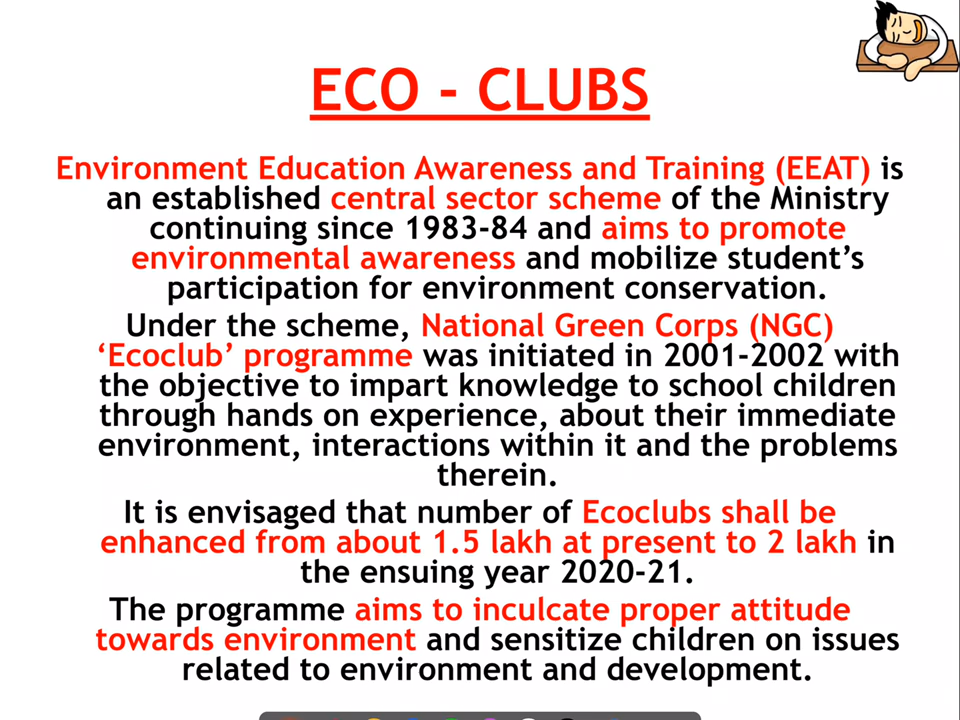 ECO - CLUBS
Environment Education Awareness and Training (EEAT) is
an established central sector scheme of the Ministry
continuing since 1983-84 and aims to promote
environmental awareness and mobilize student’s
participation for environment conservation.
Under the scheme, National Green Corps (NGC)
‘Ecoclub’ programme was initiated in 2001-2002 with
the objective to impart knowledge to school children
through hands on experience, about their immediate
environment, interactions within it and the problems
therein.
It is envisaged that number of Ecoclubs shall be
enhanced from about 1.5 lakh at present to 2 lakh in
the ensuing year 2020-21.
The programme aims to inculcate proper attitude
towards environment and sensitize children on issues
related to environment and development.